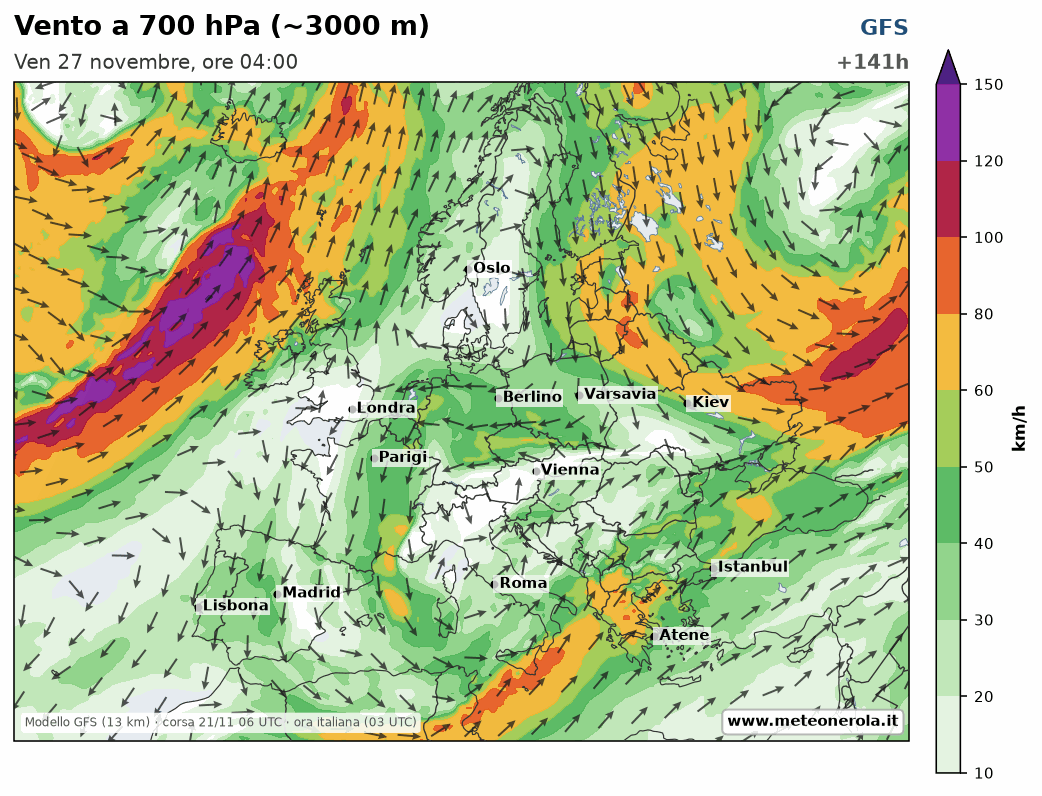 Vento a 700 hPa (~3000 m)
GFS
Ven 27 novembre, ore 04:00
+141h
150
120
100
80
60
50
40
30
20
10
km/h
Oslo
Londra
Berlino
Varsavia
Kiev
Parigi
Vienna
Istanbul
Roma
Madrid
Lisbona
Atene
Modello GFS (13 km) · corsa 21/11 06 UTC · ora italiana (03 UTC)
www.meteonerola.it